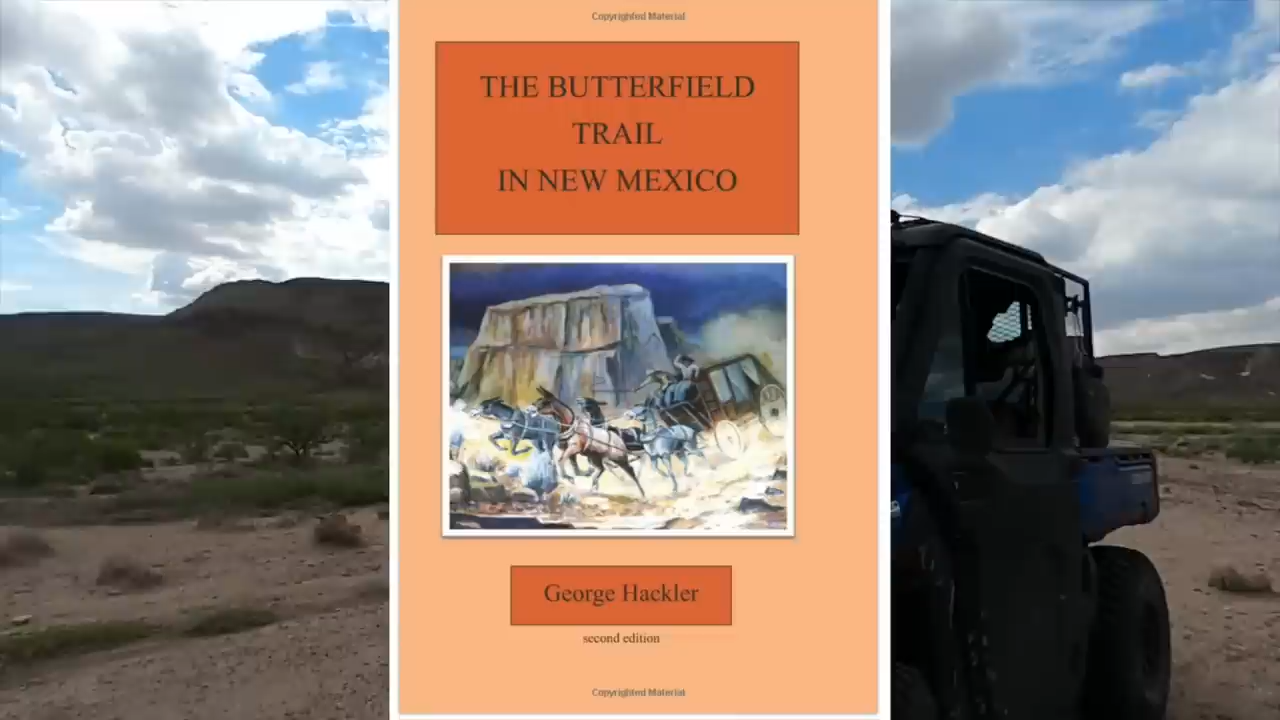 Copyrighted Material
THE BUTTERFIELD
TRAIL
IN NEW MEXICO
George Hackler
second edition
Copyrighted Material